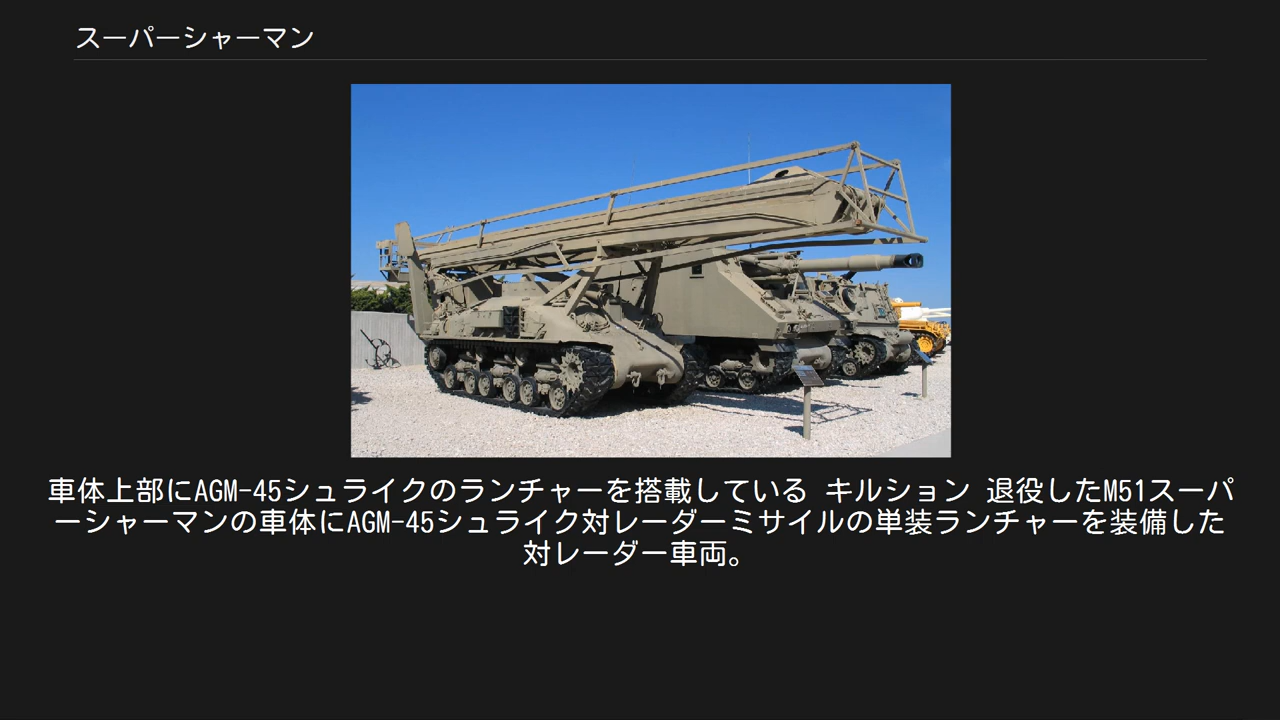 スーパーシャーマン
車体上部にAGM-45シュライクのランチャーを搭載している キルション 退役したM51スーパ
ーシャーマンの車体にAGM-45シュライク対レーダーミサイルの単装ランチャーを装備した
対レーダー車両。